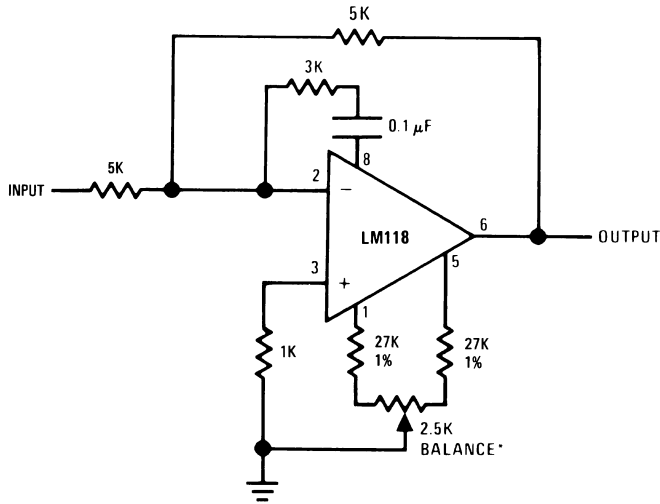 5K
3K
0.1 μF
8
5K
INPUT
2
−
LM118
6
OUTPUT
5
3
+
1
1K
27K
1%
27K
1%
2.5K
BALANCE*